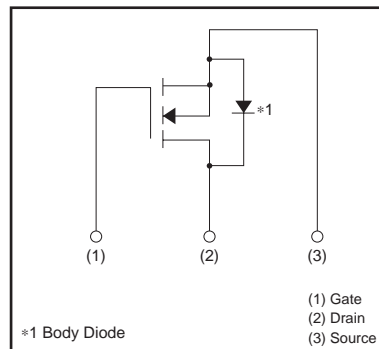 *1
(1)
(2)
(3)
(1) Gate
(2) Drain
(3) Source
*1 Body Diode